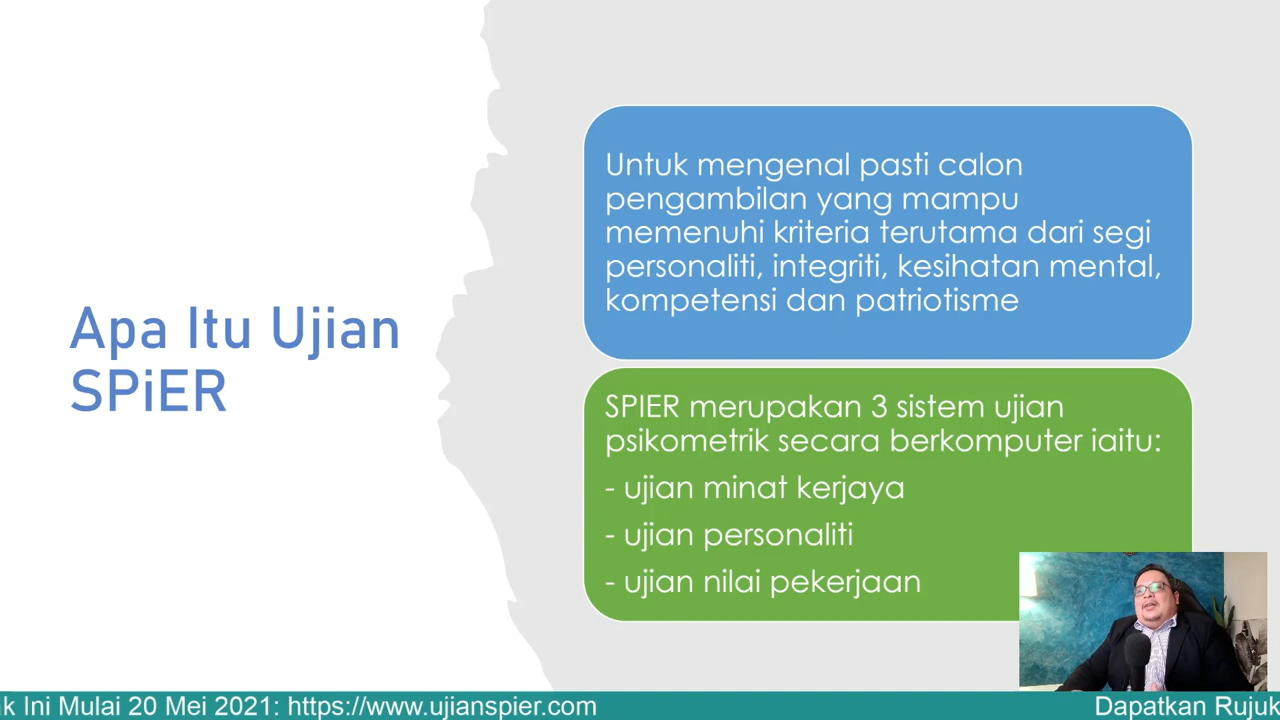 Apa Itu Ujian
SPiER
Untuk mengenal pasti calon
pengambilan yang mampu
memenuhi kriteria terutama dari segi
personaliti, integriti, kesihatan mental,
kompetensi dan patriotisme
SPIER merupakan 3 sistem ujian
psikometrik secara berkomputer iaitu:
- ujian minat kerjaya
- ujian personaliti
- ujian nilai pekerjaan
Ini Mulai 20 Mei 2021: https://www.ujianspier.com
Dapatkan Rujuk